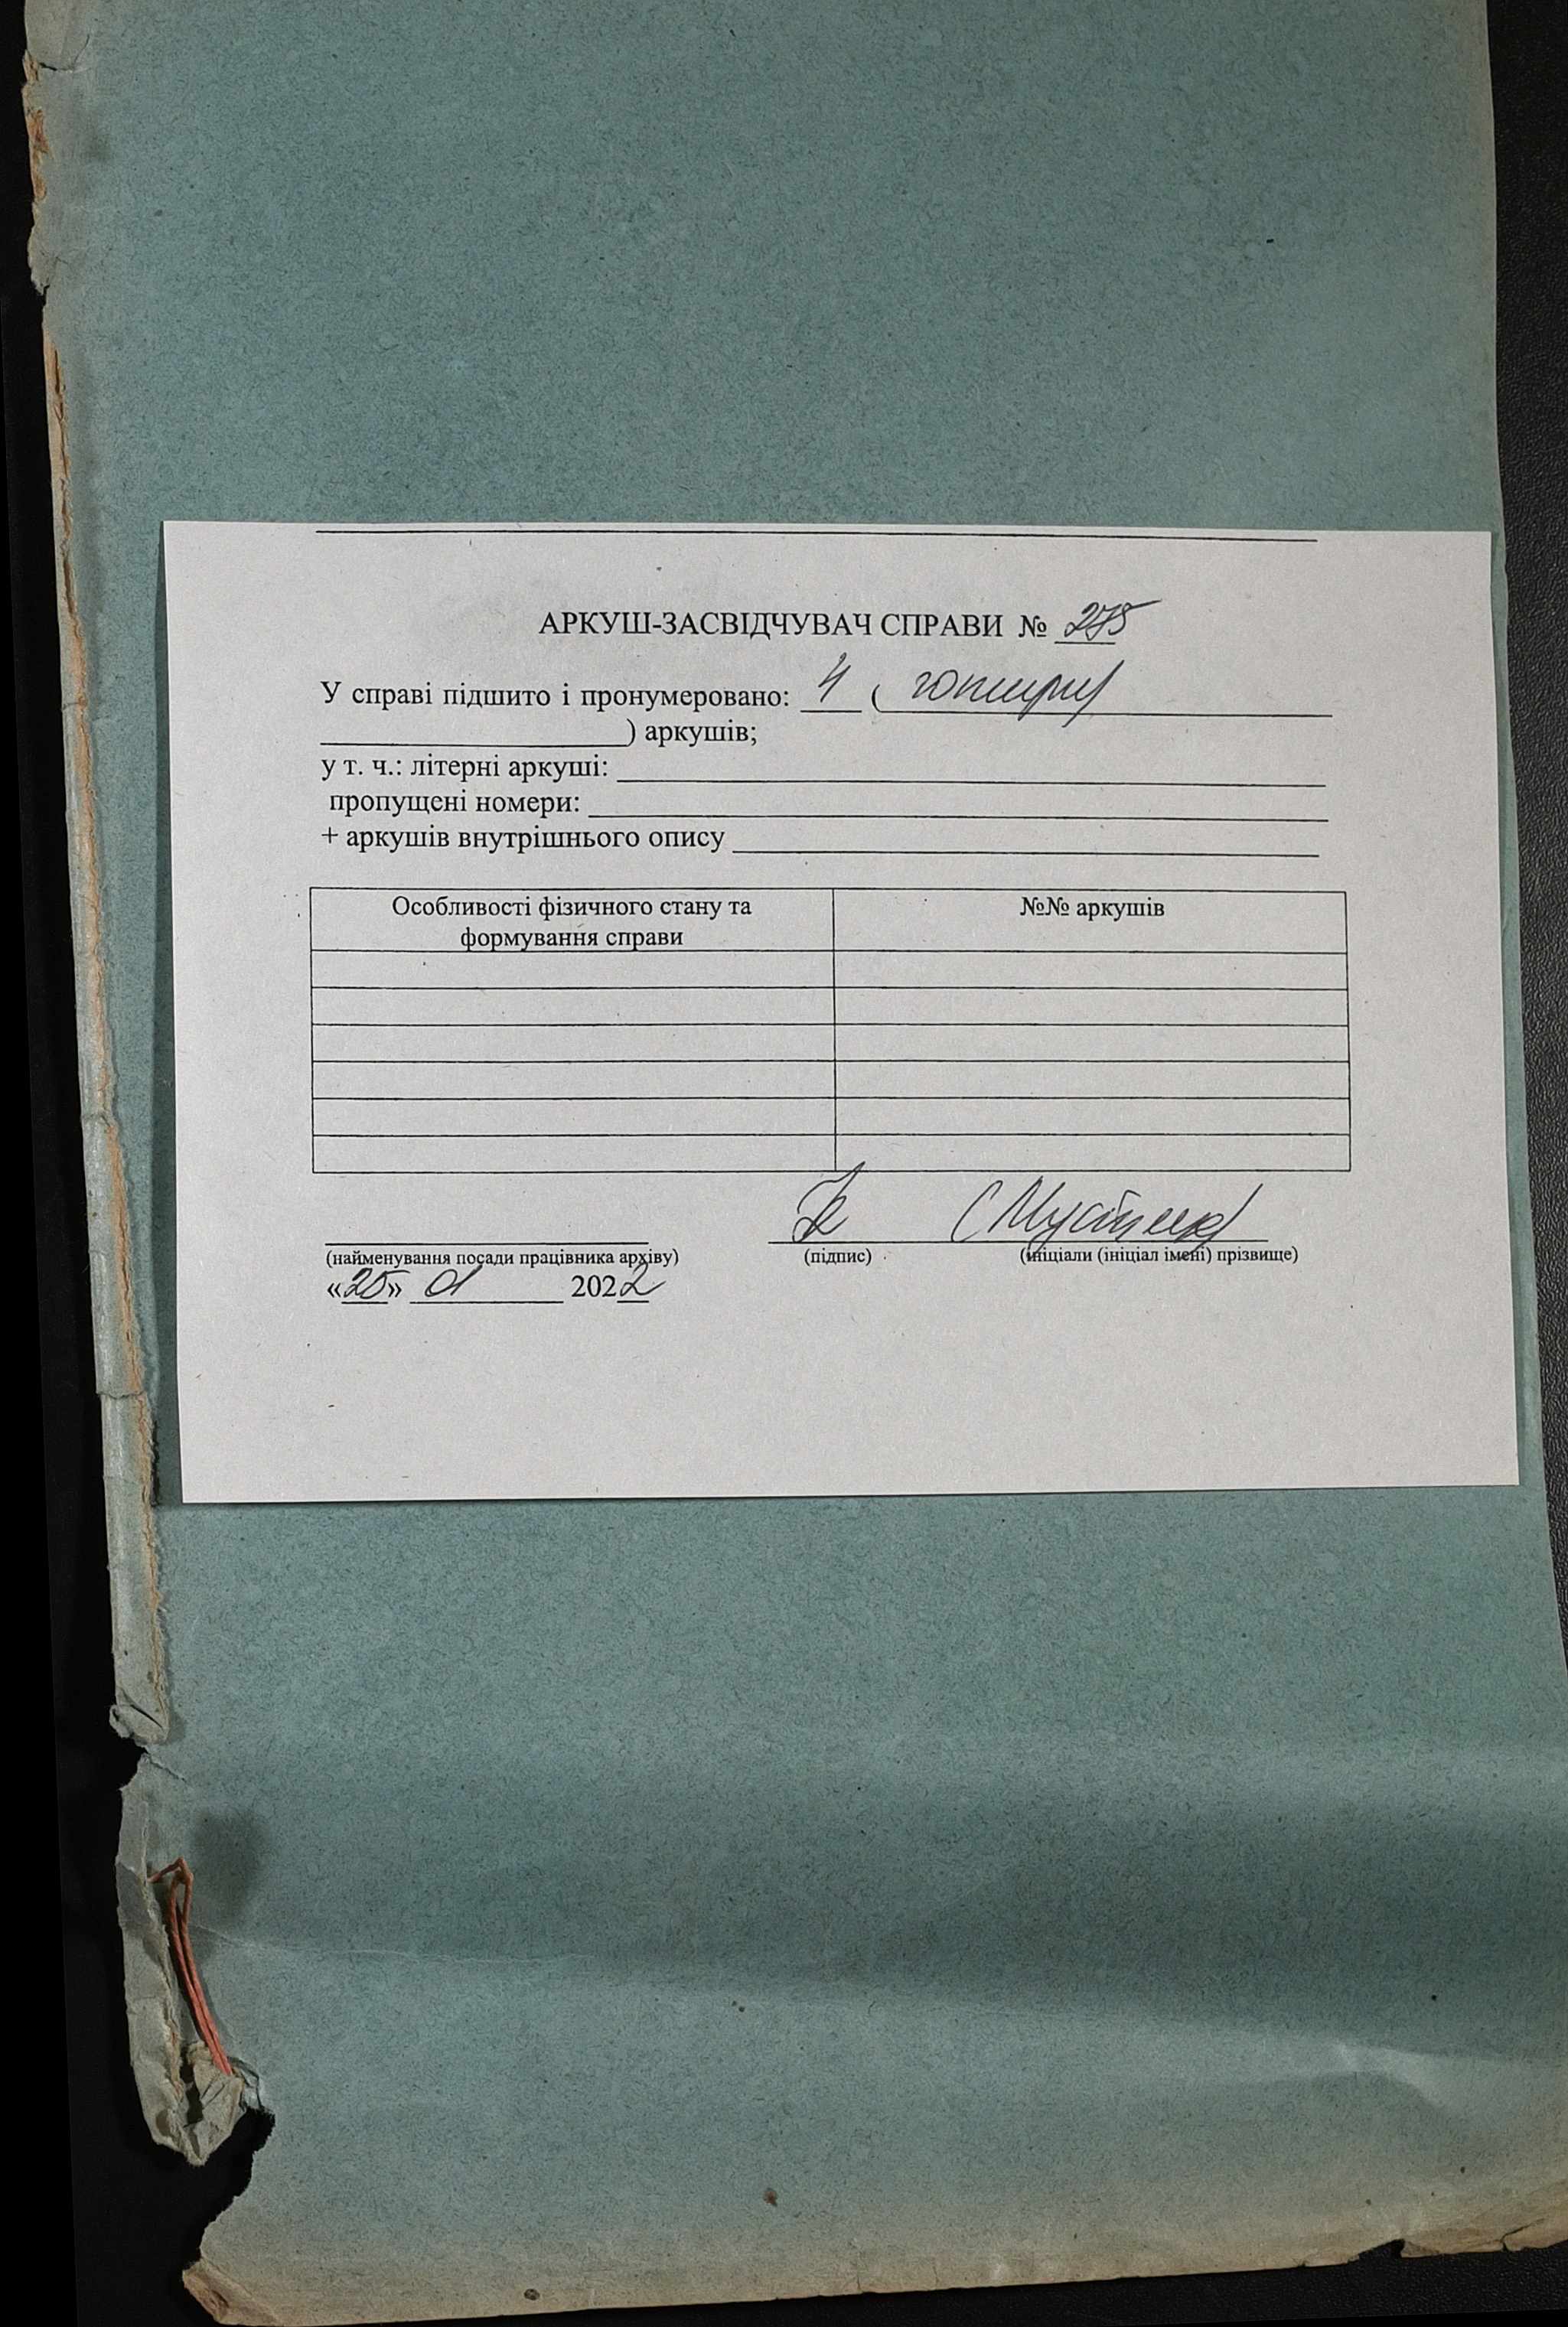 АРКУШ-ЗАСВІДЧУВАЧ СПРАВИ № 275
У справі підшито і пронумеровано: 4 ( чотири
) аркушів;
у т. ч.: літерні аркуші:
пропущені номери:
+ аркушів внутрішнього опису
Особливості фізичного стану та
формування справи
№№ аркушів
(найменування посади працівника архіву)
(підпис)
(ініціали (ініціал імені) прізвище)
«25» 01 2022